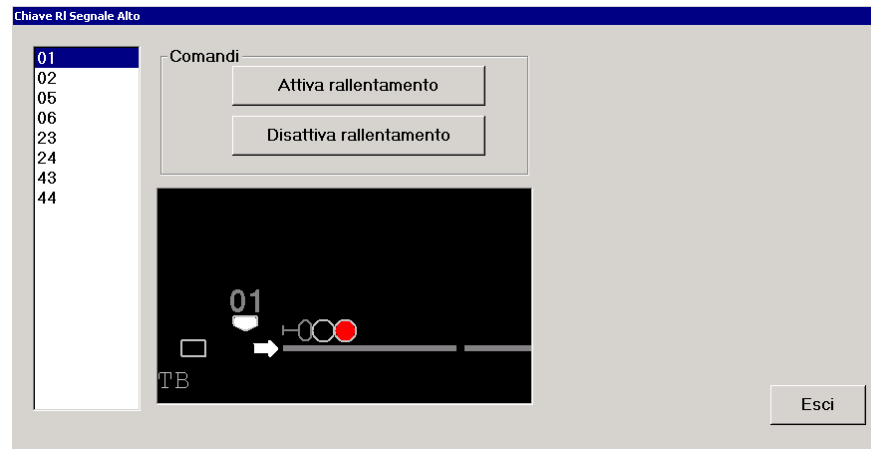 Chiave Rl Segnale Alto
01
02
05
06
23
24
43
44
Comandi
Attiva rallentamento
Disattiva rallentamento
01
TB
Esci